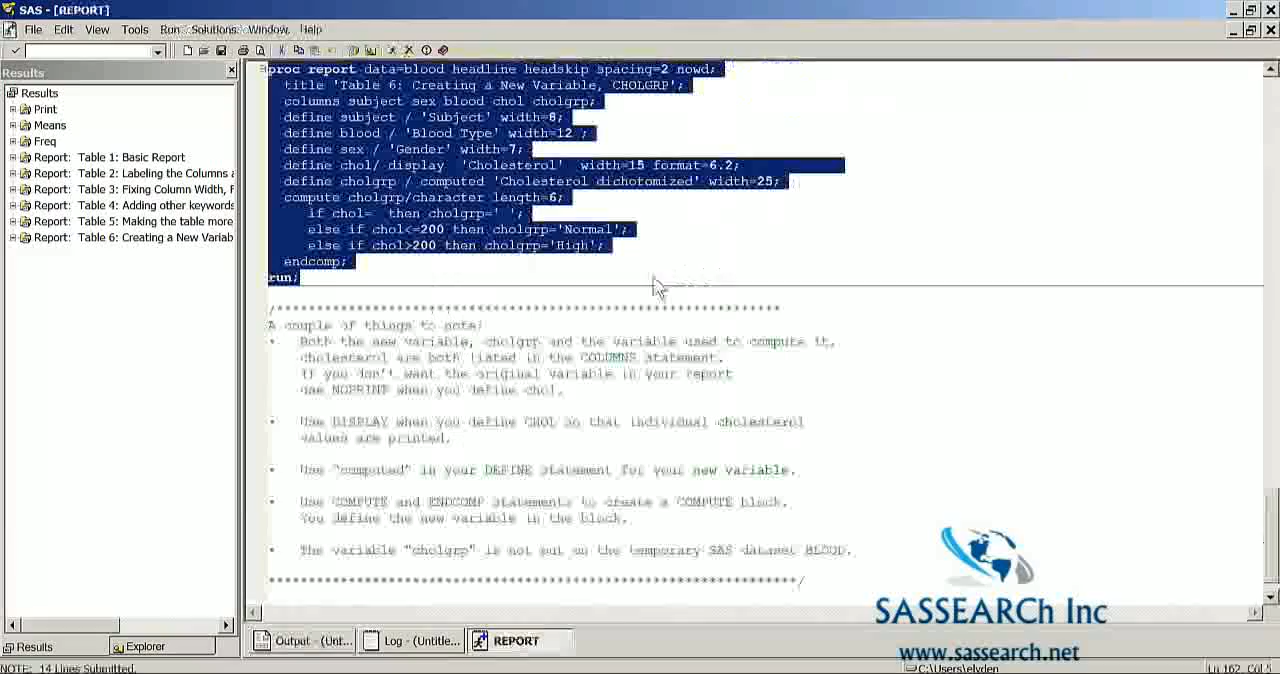 SAS - [REPORT]
File Edit View Tools Run Solutions Window Help
Results
Results
Print
Means
Freq
Report: Table 1: Basic Report
Report: Table 2: Labeling the Columns a
Report: Table 3: Fixing Column Width, F
Report: Table 4: Adding other keywords
Report: Table 5: Making the table more
Report: Table 6: Creating a New Variab
proc report data=blood headline headskip spacing=2 nowd;
title 'Table 6: Creating a New Variable, CHOLGRP';
columns subject sex blood chol cholgrp;
define subject / 'Subject' width=8;
define blood / 'Blood Type' width=12 ;
define sex / 'Gender' width=7;
define chol/ display 'Cholesterol' width=15 format=6.2;
define cholgrp / computed 'Cholesterol dichotomized' width=25;
compute cholgrp/character length=6;
if chol= then cholgrp=' ';
else if chol<=200 then cholgrp='Normal';
else if chol>200 then cholgrp='High';
endcomp;
run;
/****************************************************************
A couple of things to note:
• Both the new variable, cholgrp and the variable used to compute it,
cholesterol are both listed in the COLUMNS statement.
If you don't want the original variable in your report
use NOPRINT when you define chol.
• Use DISPLAY when you define CHOL so that individual cholesterol
values are printed.
• Use "computed" in your DEFINE statement for your new variable.
• Use COMPUTE and ENDCOMP statements to create a COMPUTE block.
You define the new variable in the block.
• The variable "cholgrp" is not put on the temporary SAS dataset BLOOD.
******************************************************************/
SASSEARCh Inc
www.sassearch.net
Results Explorer
Output - (Unt... Log - (Untitle... REPORT
NOTE: 14 Lines Submitted.
C:\Users\elyden
Ln 162, Col 5